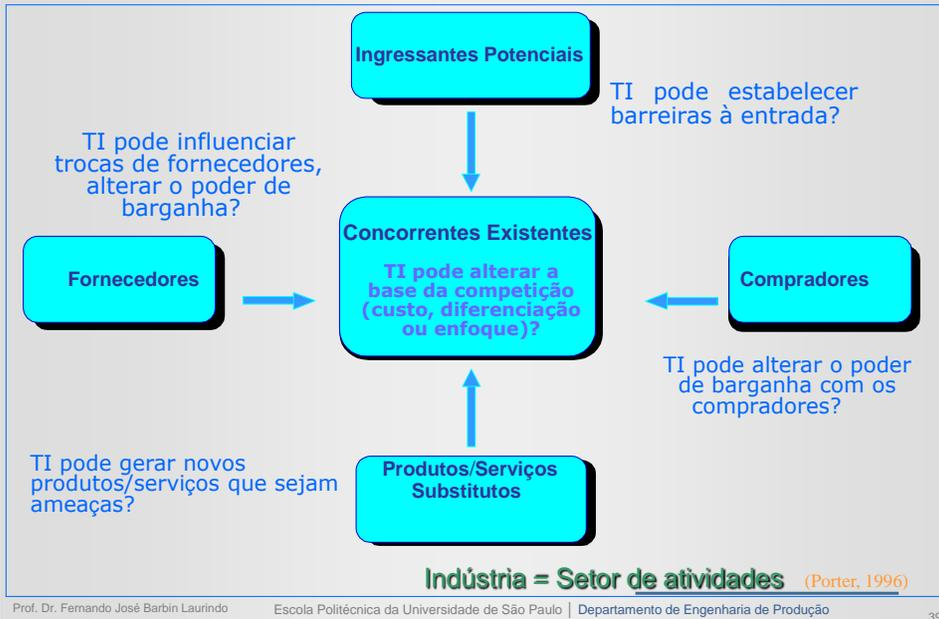 Ingressantes Potenciais
TI pode estabelecer
barreiras à entrada?
TI pode influenciar
trocas de fornecedores,
alterar o poder de
barganha?
Fornecedores
Concorrentes Existentes
TI pode alterar a
base da competição
(custo, diferenciação
ou enfoque)?
Compradores
TI pode alterar o poder
de barganha com os
compradores?
TI pode gerar novos
produtos/serviços que sejam
ameaças?
Produtos/Serviços
Substitutos
Indústria = Setor de atividades (Porter, 1996)
Prof. Dr. Fernando José Barbin Laurindo Escola Politécnica da Universidade de São Paulo | Departamento de Engenharia de Produção 39